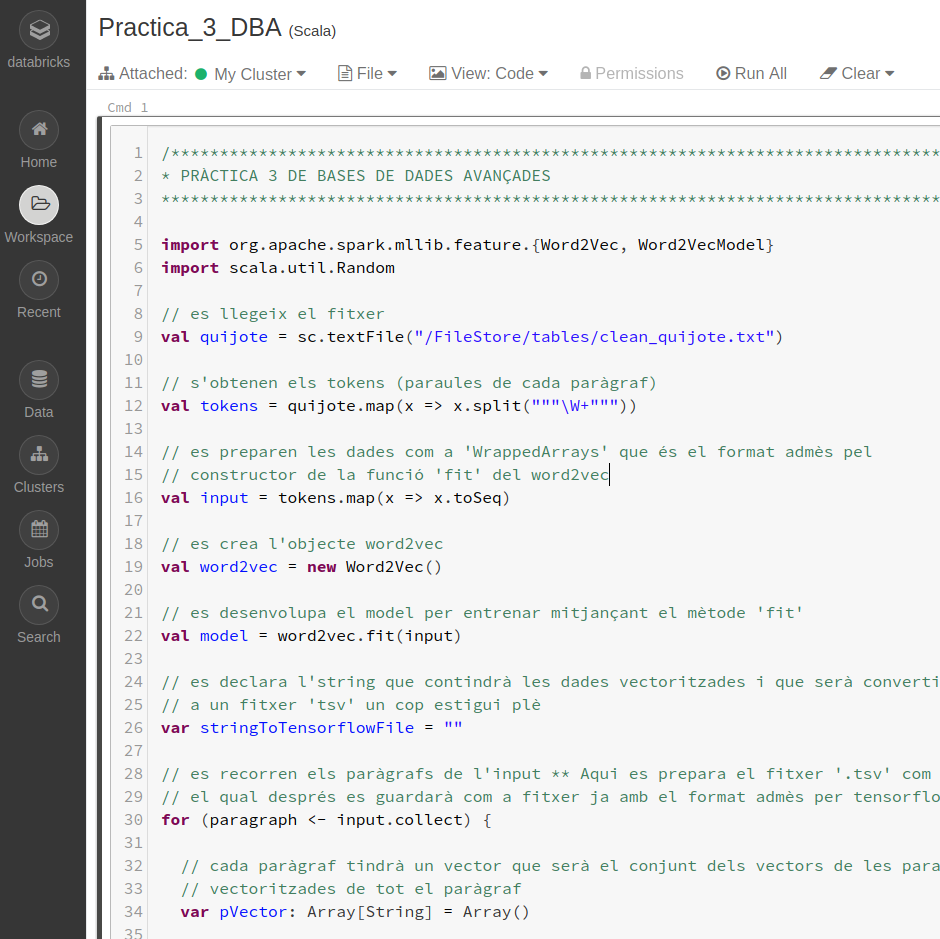 databricks
Home
Workspace
Recent
Data
Clusters
Jobs
Search
Practica_3_DBA (Scala)
Attached: My Cluster File View: Code Permissions Run All Clear
Cmd 1
1 /*******************************************************************************
2 * PRÀCTICA 3 DE BASES DE DADES AVANÇADES
3 ********************************************************************************
4
5 import org.apache.spark.mllib.feature.{Word2Vec, Word2VecModel}
6 import scala.util.Random
7
8 // es llegeix el fitxer
9 val quijote = sc.textFile("/FileStore/tables/clean_quijote.txt")
10
11 // s'obtenen els tokens (paraules de cada paràgraf)
12 val tokens = quijote.map(x => x.split("""\W+"""))
13
14 // es preparen les dades com a 'WrappedArrays' que és el format admès pel
15 // constructor de la funció 'fit' del word2vec
16 val input = tokens.map(x => x.toSeq)
17
18 // es crea l'objecte word2vec
19 val word2vec = new Word2Vec()
20
21 // es desenvolupa el model per entrenar mitjançant el mètode 'fit'
22 val model = word2vec.fit(input)
23
24 // es declara l'string que contindrà les dades vectoritzades i que serà converti
25 // a un fitxer 'tsv' un cop estigui plè
26 var stringToTensorflowFile = ""
27
28 // es recorren els paràgrafs de l'input ** Aqui es prepara el fitxer '.tsv' com
29 // el qual després es guardarà com a fitxer ja amb el format admès per tensorflo
30 for (paragraph <- input.collect) {
31
32 // cada paràgraf tindrà un vector que serà el conjunt dels vectors de les para
33 // vectoritzades de tot el paràgraf
34 var pVector: Array[String] = Array()
35